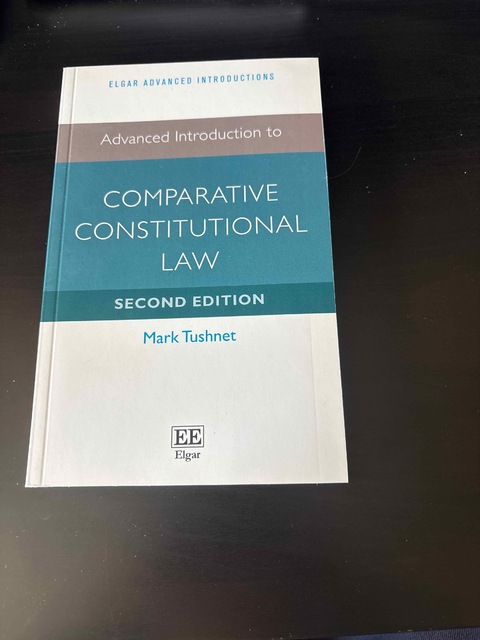 ELGAR ADVANCED INTRODUCTIONS
Advanced Introduction to
COMPARATIVE
CONSTITUTIONAL
LAW
SECOND EDITION
Mark Tushnet
EE
Elgar